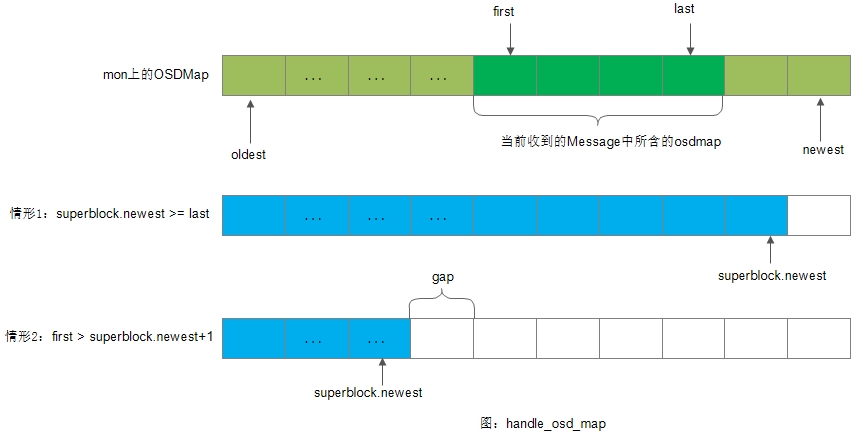 first
last
mon上的OSDMap
... ... ...
oldest
当前收到的Message中所含的osdmap
newest
情形1：superblock.newest >= last
... ... ...
superblock.newest
gap
情形2：first > superblock.newest+1
... ...
superblock.newest
图：handle_osd_map